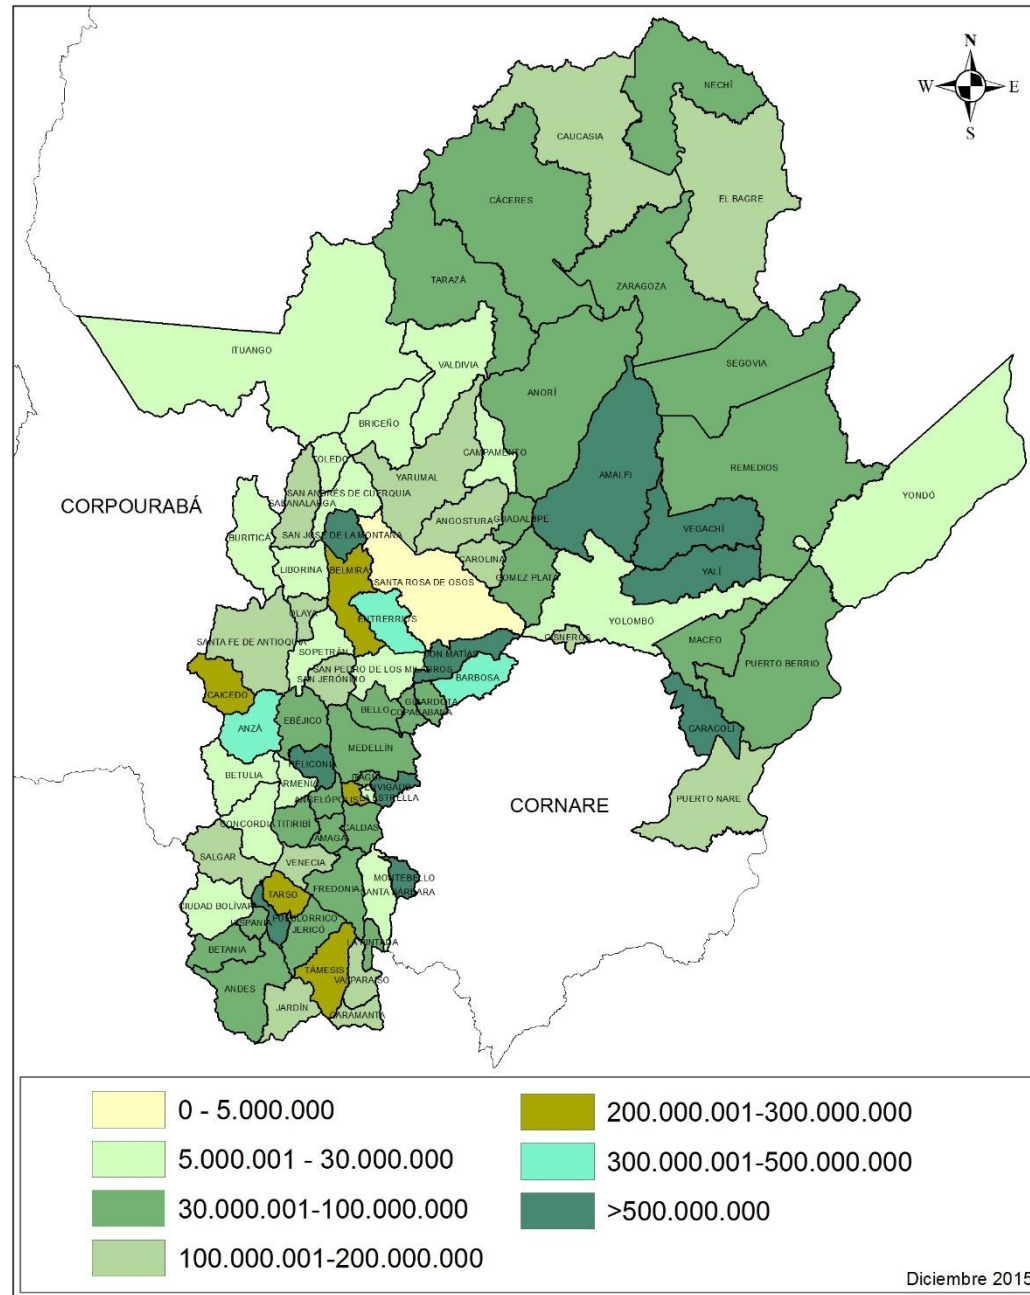 N
W E
S
NECHÍ
CAUCASIA
EL BAGRE
CÁCERES
TARAZÁ
ZARAGOZA
ITUANGO
VALDIVIA
SEGOVIA
ANORÍ
BRICEÑO
TOLEDO
YARUMAL
CAMPAMENTO
AMALFI
REMEDIOS
YONDÓ
SAN ANDRÉS DE CUERQUIA
SABANALARGA
CORPOURABÁ
ANGOSTURA
GUADALUPE
VEGACHÍ
BURITICÁ
SAN JOSÉ DE LA MONTAÑA
CAROLINA
LIBORINA
BELMIRA
SANTA ROSA DE OSOS
GOMEZ PLATA
YALÍ
OLAYA
ENTRERRIOS
YOLOMBÓ
SANTA FE DE ANTIOQUIA
SOPETRÁN
CISNEROS
MACEO
DON MATÍAS
SAN PEDRO DE LOS MILAGROS
SAN JERÓNIMO
BARBOSA
PUERTO BERRIO
CAICEDO
GIRARDOTA
BELLO
COPACABANA
ANZÁ
EBÉJICO
CARACOLÍ
MEDELLÍN
HELICONIA
BETULIA
ARMENIA
ITAGUI
ENVIGADO
ANGELÓPOLIS
LA ESTRELLA
CORNARE
PUERTO NARE
CONCORDIA
TITIRIBÍ
CALDAS
AMAGÁ
SALGAR
VENECIA
MONTEBELLO
FREDONIA
SANTA BÁRBARA
TARSO
CIUDAD BOLÍVAR
HISPANIA
PUEBLORRICO
JERICÓ
LA PINTADA
BETANIA
TÁMESIS
VALPARAISO
ANDES
JARDÍN
CARAMANTA
0 - 5.000.000
5.000.001 - 30.000.000
30.000.001-100.000.000
100.000.001-200.000.000
200.000.001-300.000.000
300.000.001-500.000.000
>500.000.000
Diciembre 2015